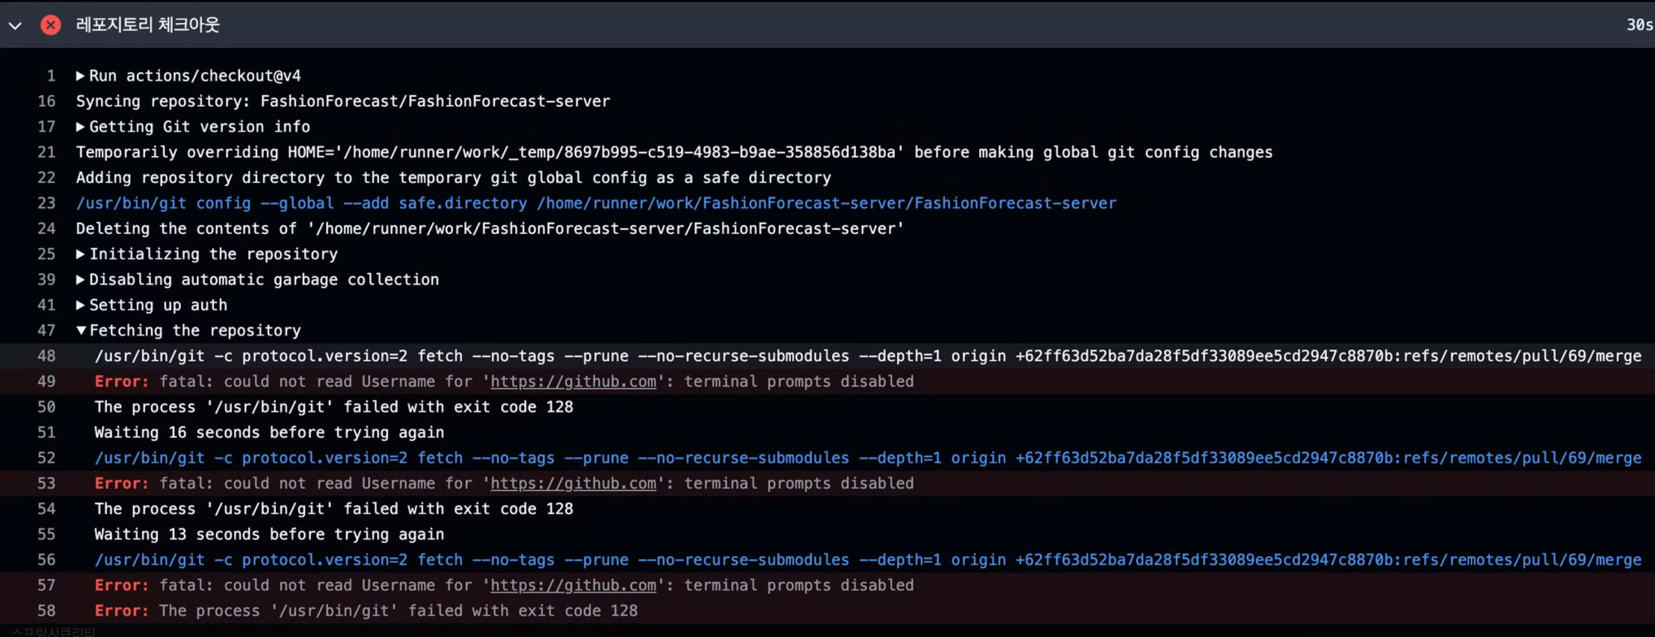 레포지토리 체크아웃 30s
1 ▶Run actions/checkout@v4
16 Syncing repository: FashionForecast/FashionForecast-server
17 ▶Getting Git version info
21 Temporarily overriding HOME='/home/runner/work/_temp/8697b995-c519-4983-b9ae-358856d138ba' before making global git config changes
22 Adding repository directory to the temporary git global config as a safe directory
23 /usr/bin/git config --global --add safe.directory /home/runner/work/FashionForecast-server/FashionForecast-server
24 Deleting the contents of '/home/runner/work/FashionForecast-server/FashionForecast-server'
25 ▶Initializing the repository
39 ▶Disabling automatic garbage collection
41 ▶Setting up auth
47 ▼Fetching the repository
48 /usr/bin/git -c protocol.version=2 fetch --no-tags --prune --no-recurse-submodules --depth=1 origin +62ff63d52ba7da28f5df33089ee5cd2947c8870b:refs/remotes/pull/69/merge
49 Error: fatal: could not read Username for 'https://github.com': terminal prompts disabled
50 The process '/usr/bin/git' failed with exit code 128
51 Waiting 16 seconds before trying again
52 /usr/bin/git -c protocol.version=2 fetch --no-tags --prune --no-recurse-submodules --depth=1 origin +62ff63d52ba7da28f5df33089ee5cd2947c8870b:refs/remotes/pull/69/merge
53 Error: fatal: could not read Username for 'https://github.com': terminal prompts disabled
54 The process '/usr/bin/git' failed with exit code 128
55 Waiting 13 seconds before trying again
56 /usr/bin/git -c protocol.version=2 fetch --no-tags --prune --no-recurse-submodules --depth=1 origin +62ff63d52ba7da28f5df33089ee5cd2947c8870b:refs/remotes/pull/69/merge
57 Error: fatal: could not read Username for 'https://github.com': terminal prompts disabled
58 Error: The process '/usr/bin/git' failed with exit code 128